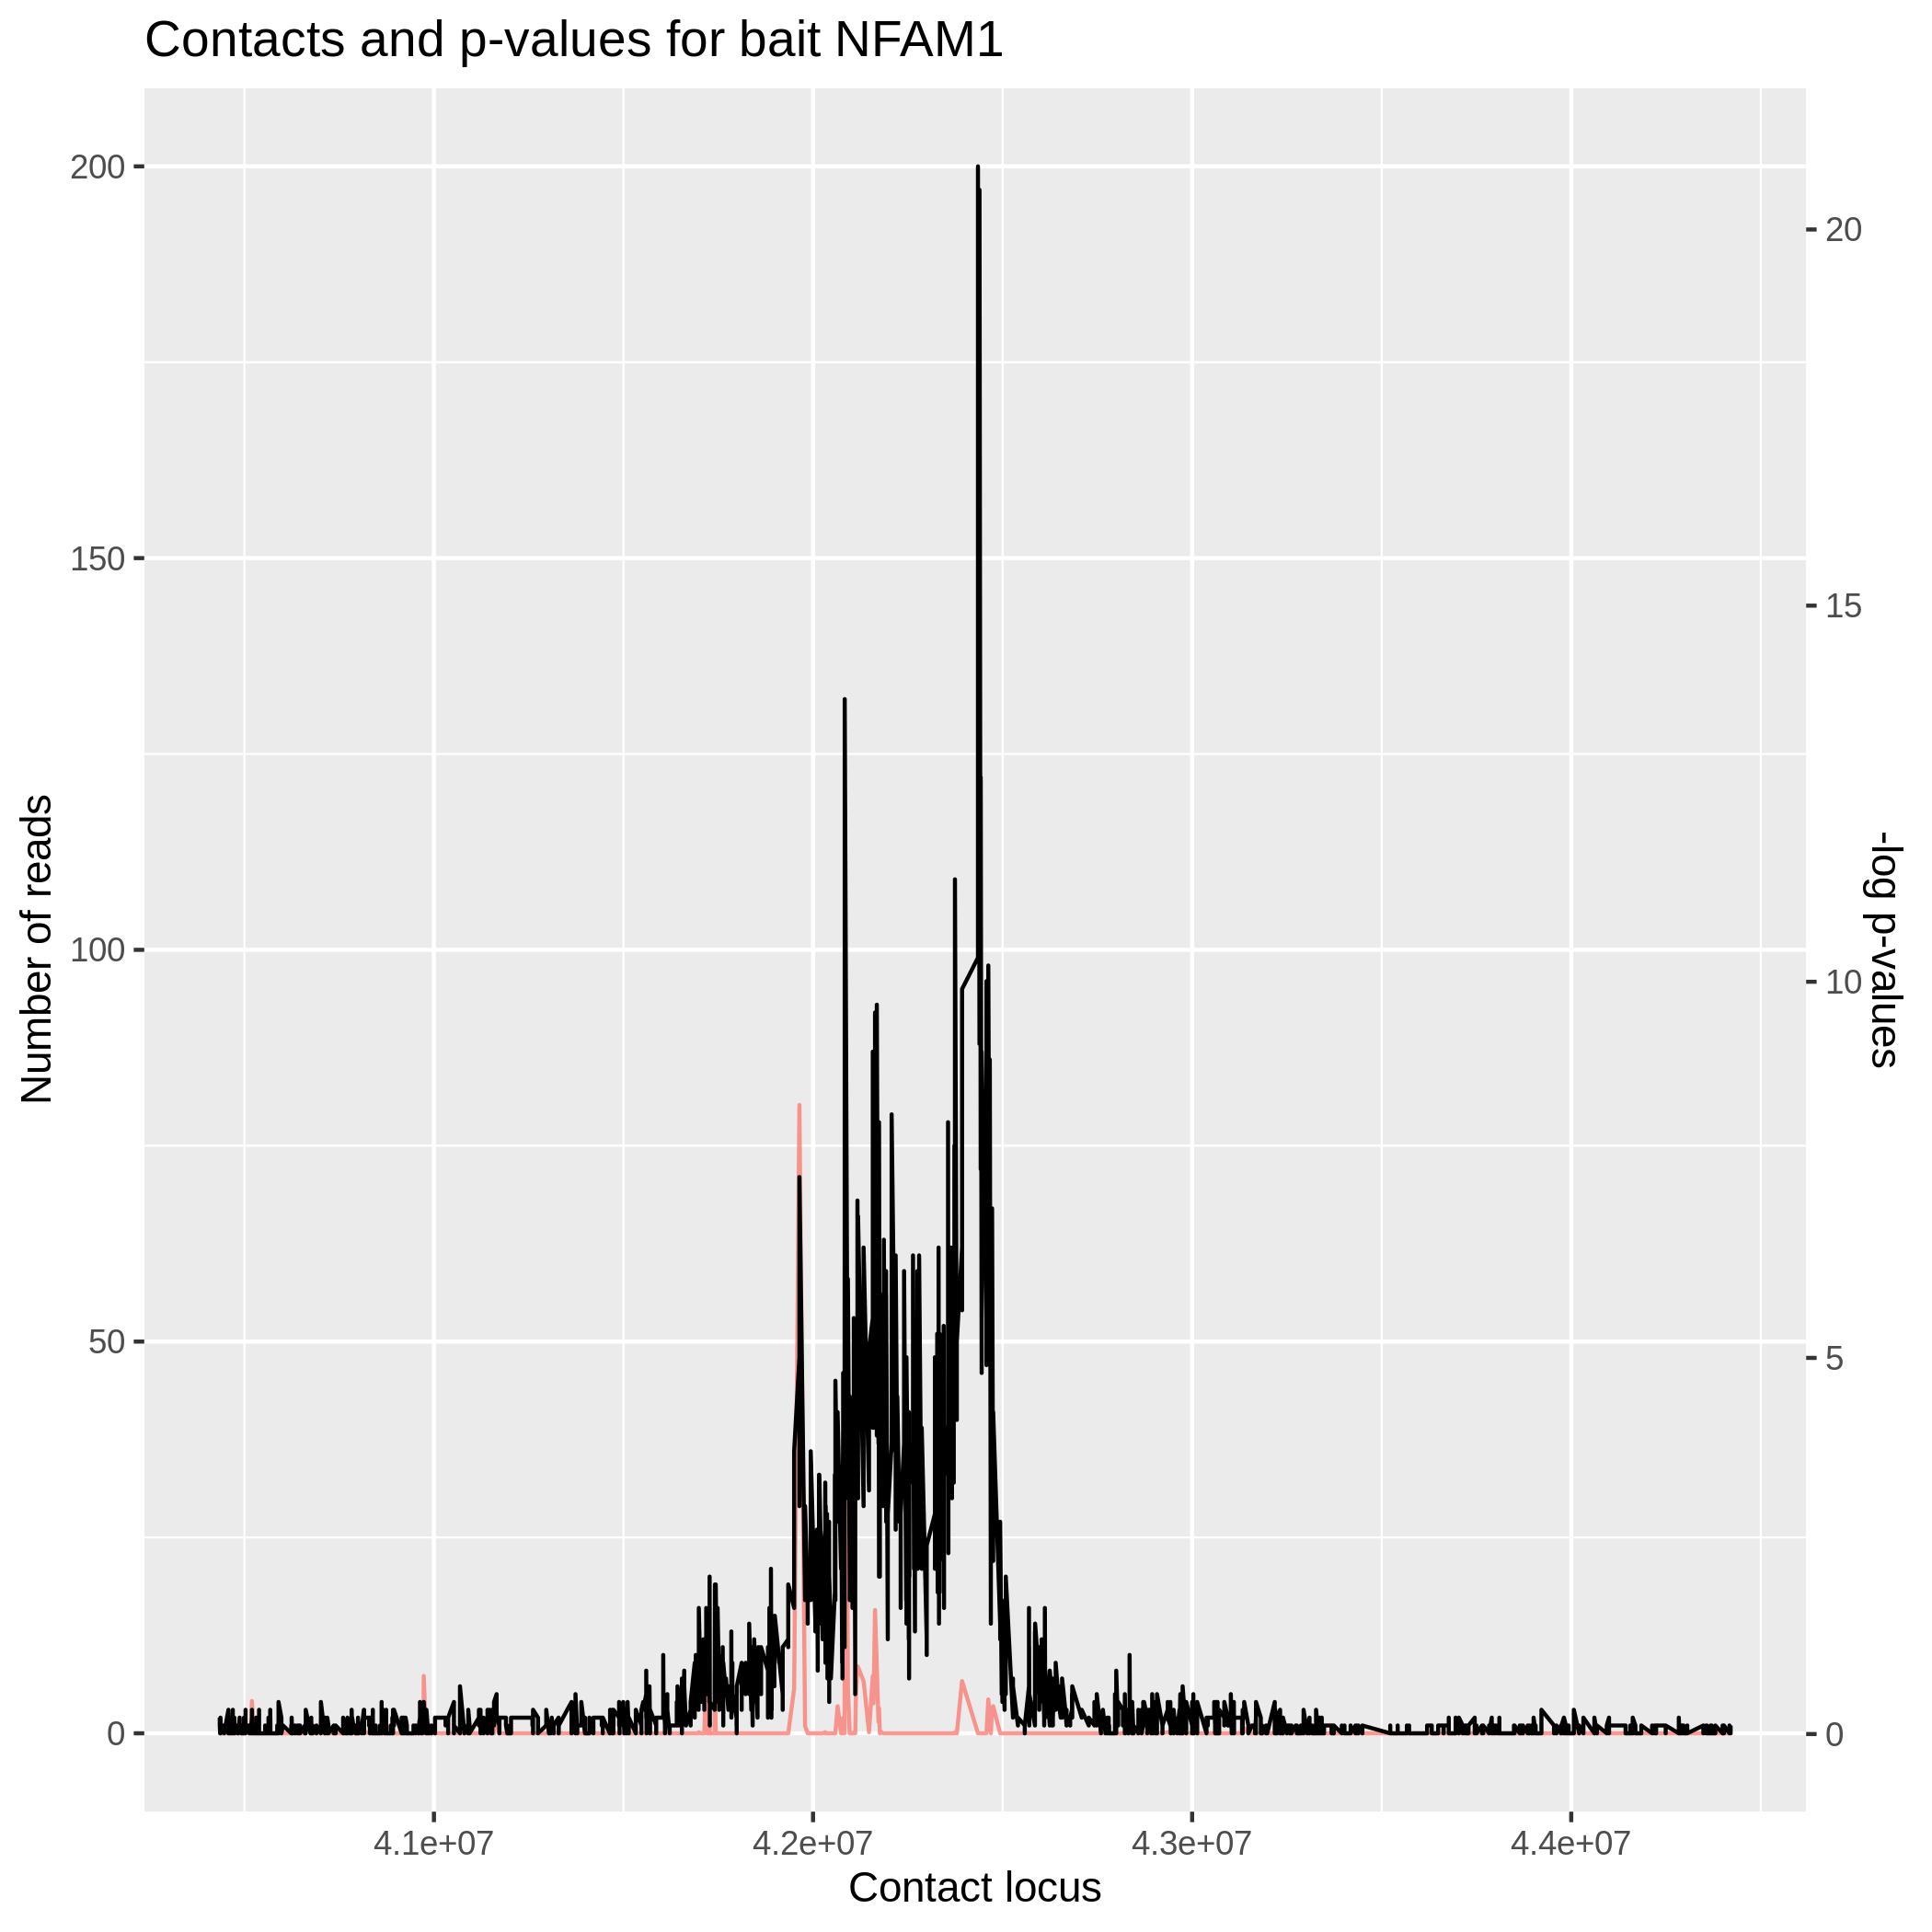 Contacts and p-values for bait NFAM1
200
150
100
50
0
Number of reads
20
15
10
5
0
-log p-values
4.1e+07
4.2e+07
4.3e+07
4.4e+07
Contact locus